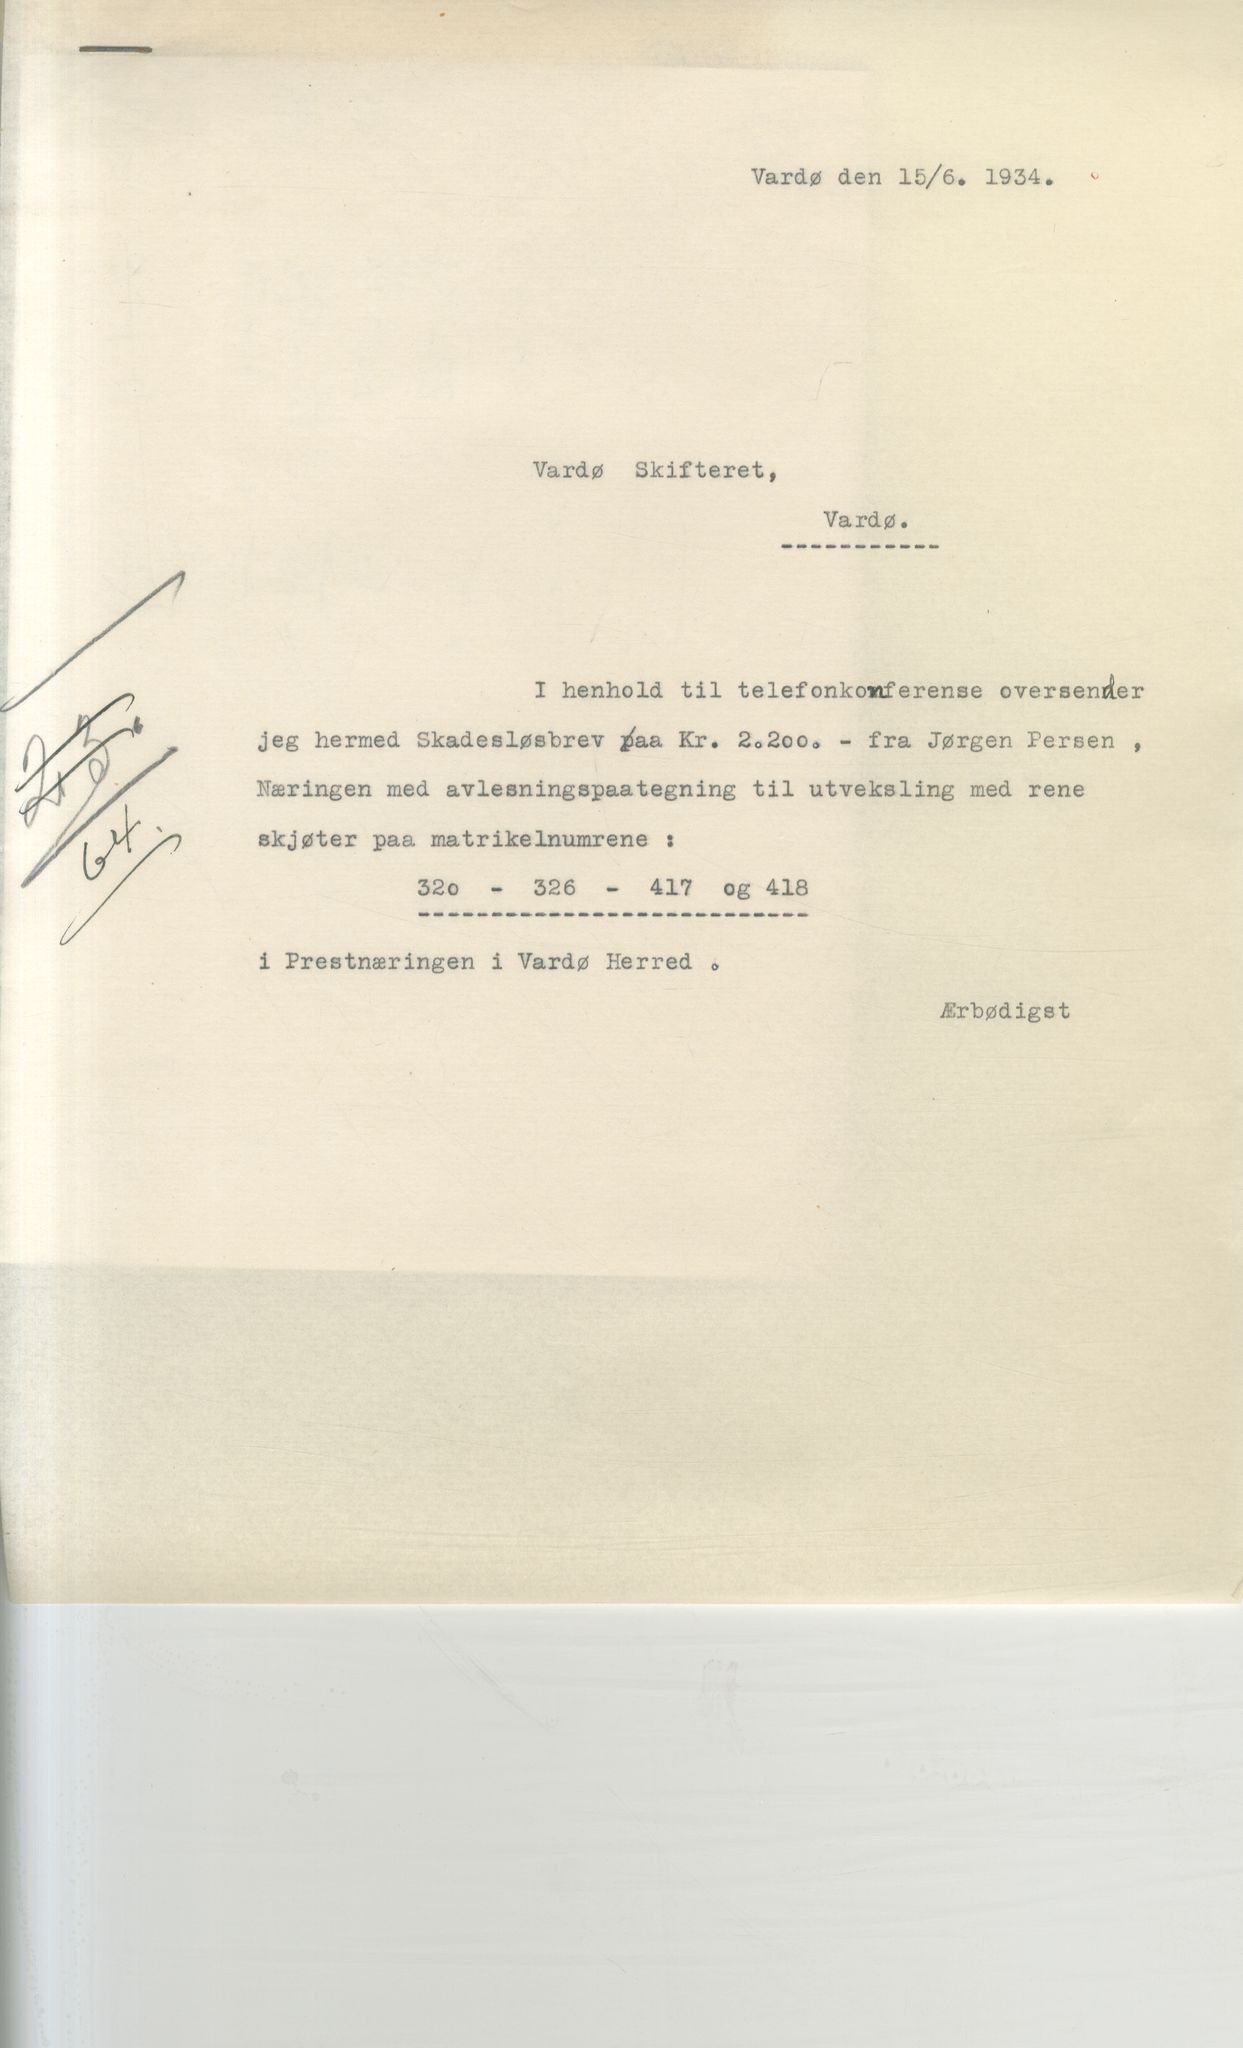 Vardø den 15/6. 1934.
Vardø Skifteret,
Vardø.
-----------
I henhold til telefonkonferense oversender
jeg hermed Skadesløsbrev paa Kr. 2.200. - fra Jørgen Persen ,
Næringen med avlesningspaategning til utveksling med rene
skjøter paa matrikelnumrene :
32o - 326 - 417 og 418
---------------------------
i Prestnæringen i Vardø Herred .
Ærbødigst
64.